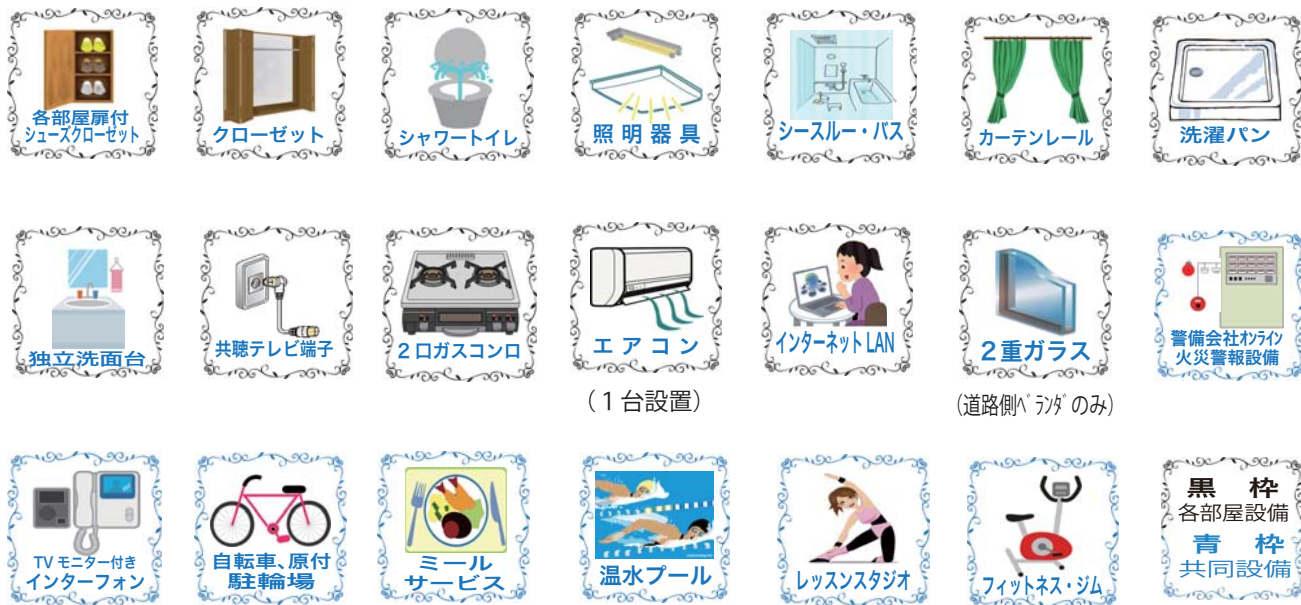 各部屋扉付
シューズクローゼット
クローゼット
シャワートイレ
照明器具
シースルー・バス
カーテンレール
洗濯パン
独立洗面台
共聴テレビ端子
2口ガスコンロ
エアコン
(1台設置)
インターネットLAN
2重ガラス
(道路側ベランダのみ)
警備会社オンライン
火災警報設備
TVモニター付き
インターフォン
自転車、原付
駐輪場
ミール
サービス
温水プール
レッスンスタジオ
フィットネス・ジム
黒 枠
各部屋設備
青 枠
共同設備